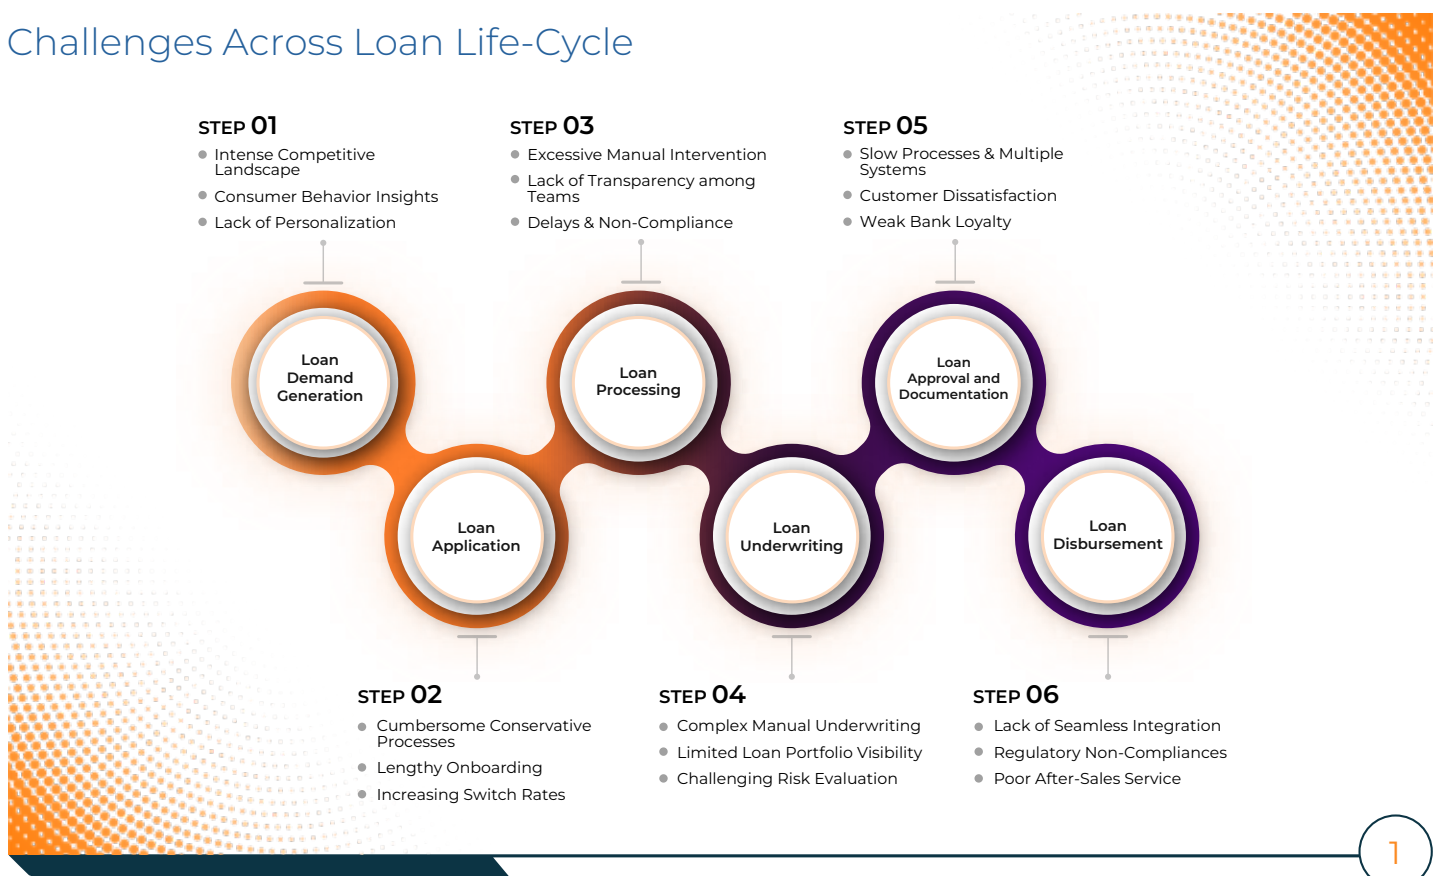 Challenges Across Loan Life-Cycle
STEP 01
Intense Competitive
Landscape
Consumer Behavior Insights
Lack of Personalization
STEP 03
Excessive Manual Intervention
Lack of Transparency among
Teams
Delays & Non-Compliance
STEP 05
Slow Processes & Multiple
Systems
Customer Dissatisfaction
Weak Bank Loyalty
Loan
Demand
Generation
Loan
Processing
Loan
Approval and
Documentation
Loan
Application
Loan
Underwriting
Loan
Disbursement
STEP 02
Cumbersome Conservative
Processes
Lengthy Onboarding
Increasing Switch Rates
STEP 04
Complex Manual Underwriting
Limited Loan Portfolio Visibility
Challenging Risk Evaluation
STEP 06
Lack of Seamless Integration
Regulatory Non-Compliances
Poor After-Sales Service
1